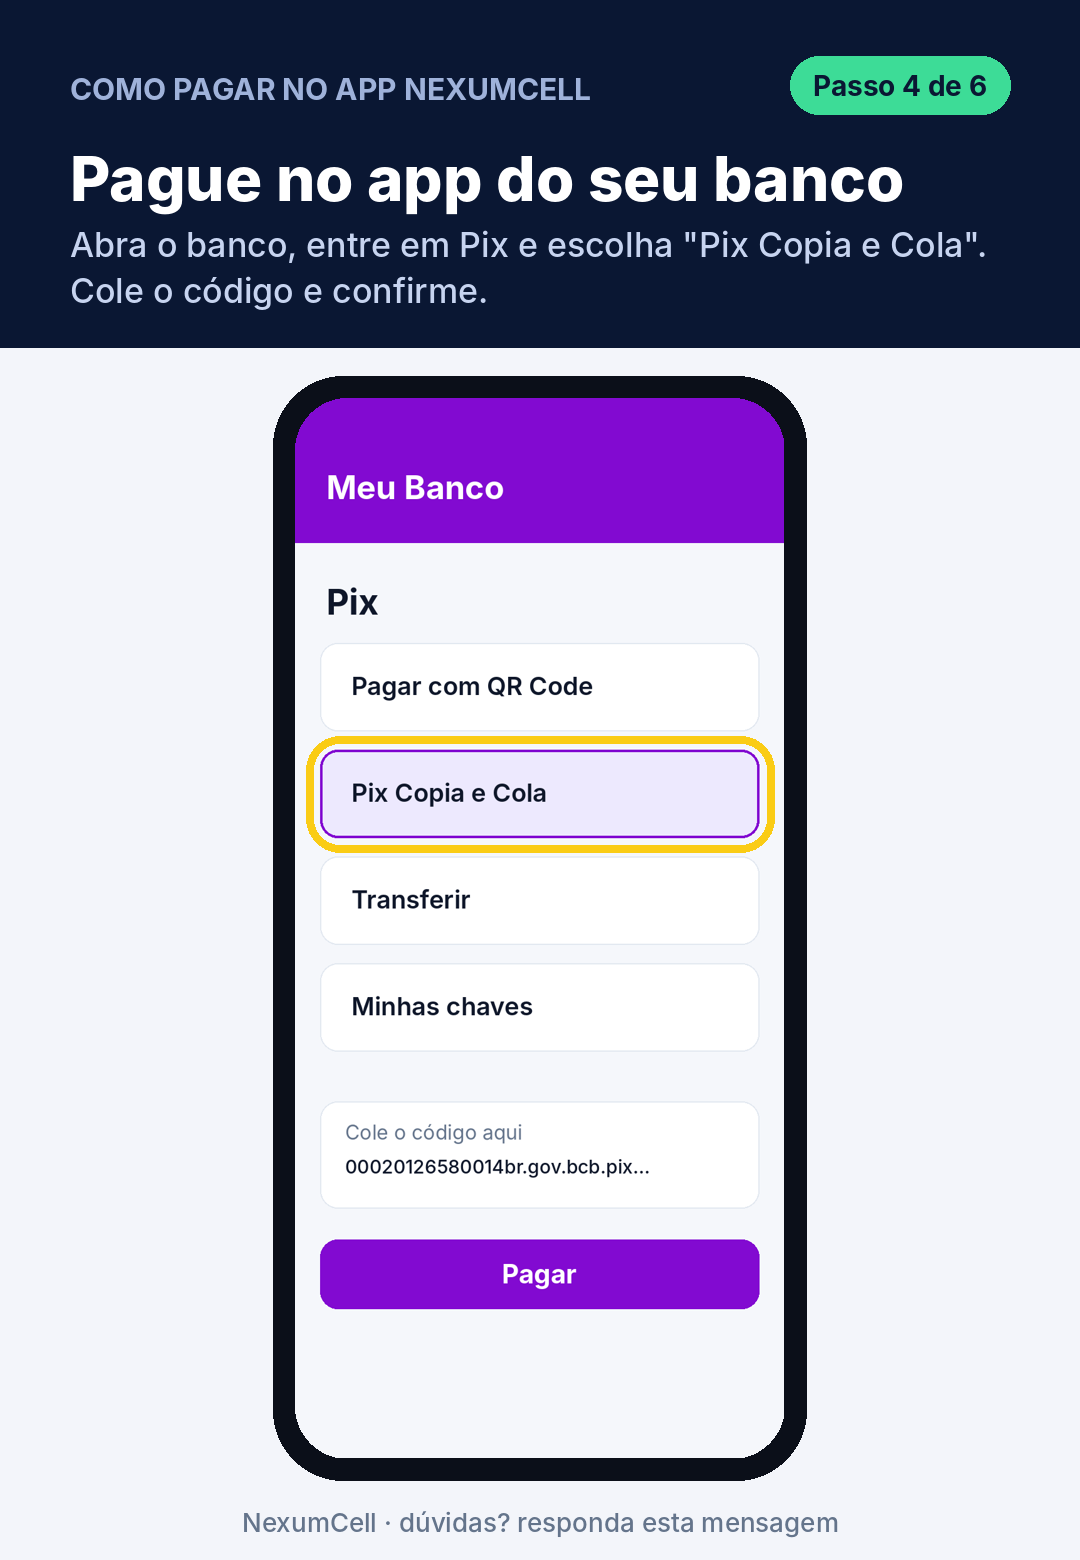 COMO PAGAR NO APP NEXUMCELL
Passo 4 de 6
Pague no app do seu banco
Abra o banco, entre em Pix e escolha "Pix Copia e Cola".
Cole o código e confirme.
Meu Banco
Pix
Pagar com QR Code
Pix Copia e Cola
Transferir
Minhas chaves
Cole o código aqui
00020126580014br.gov.bcb.pix...
Pagar
NexumCell · dúvidas? responda esta mensagem